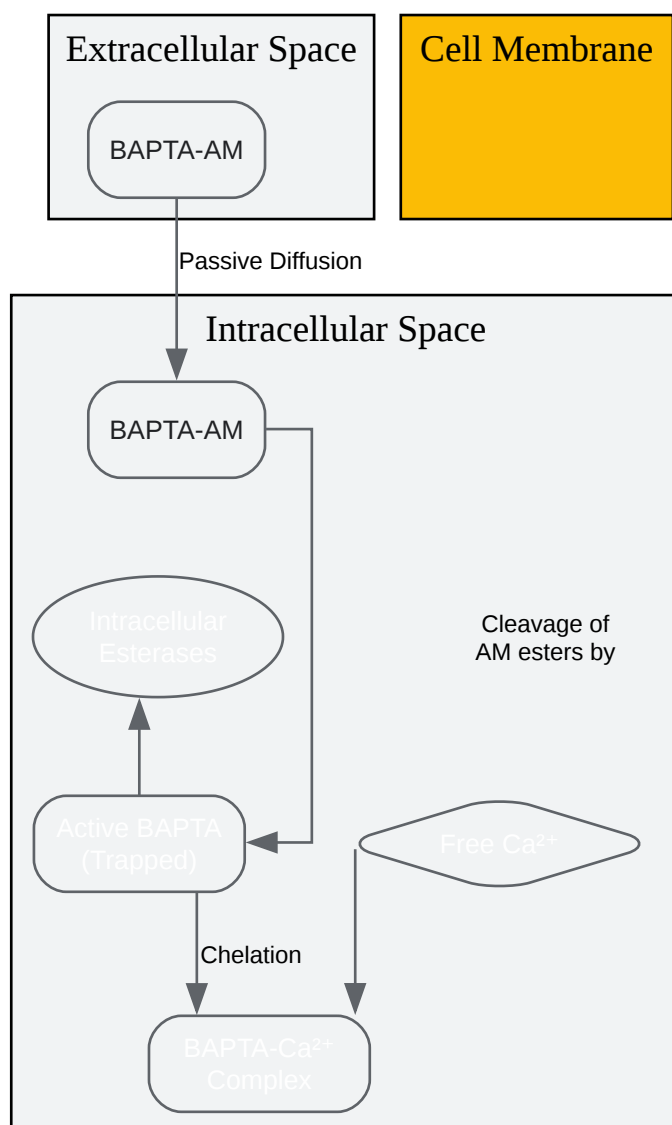 Extracellular Space
Cell Membrane
BAPTA-AM
Passive Diffusion
Intracellular Space
BAPTA-AM
Intracellular
Esterases
Cleavage of
AM esters by
Active BAPTA
(Trapped)
Free Ca²⁺
Chelation
BAPTA-Ca²⁺
Complex